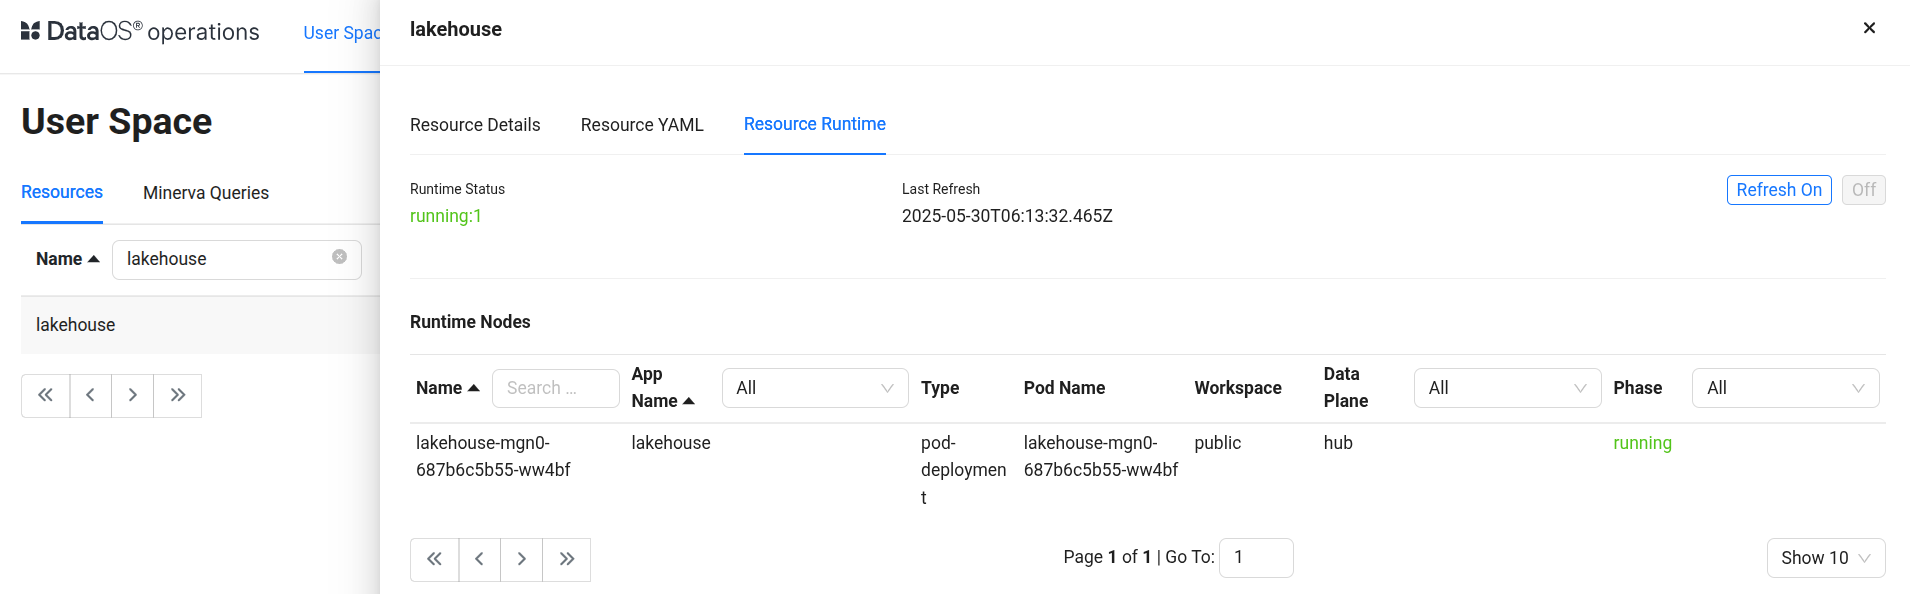 DataOS® operations
User Spac
User Space
Resources
Minerva Queries
Name
lakehouse
lakehouse
lakehouse
Resource Details
Resource YAML
Resource Runtime
Runtime Status
running:1
Last Refresh
2025-05-30T06:13:32.465Z
Refresh On
Off
Runtime Nodes
Name
Search ...
App
Name
All
Type
Pod Name
Workspace
Data
Plane
All
Phase
All
lakehouse-mgn0-
687b6c5b55-ww4bf
lakehouse
pod-
deploymen
t
lakehouse-mgn0-
687b6c5b55-ww4bf
public
hub
running
Page 1 of 1 | Go To: 1
Show 10